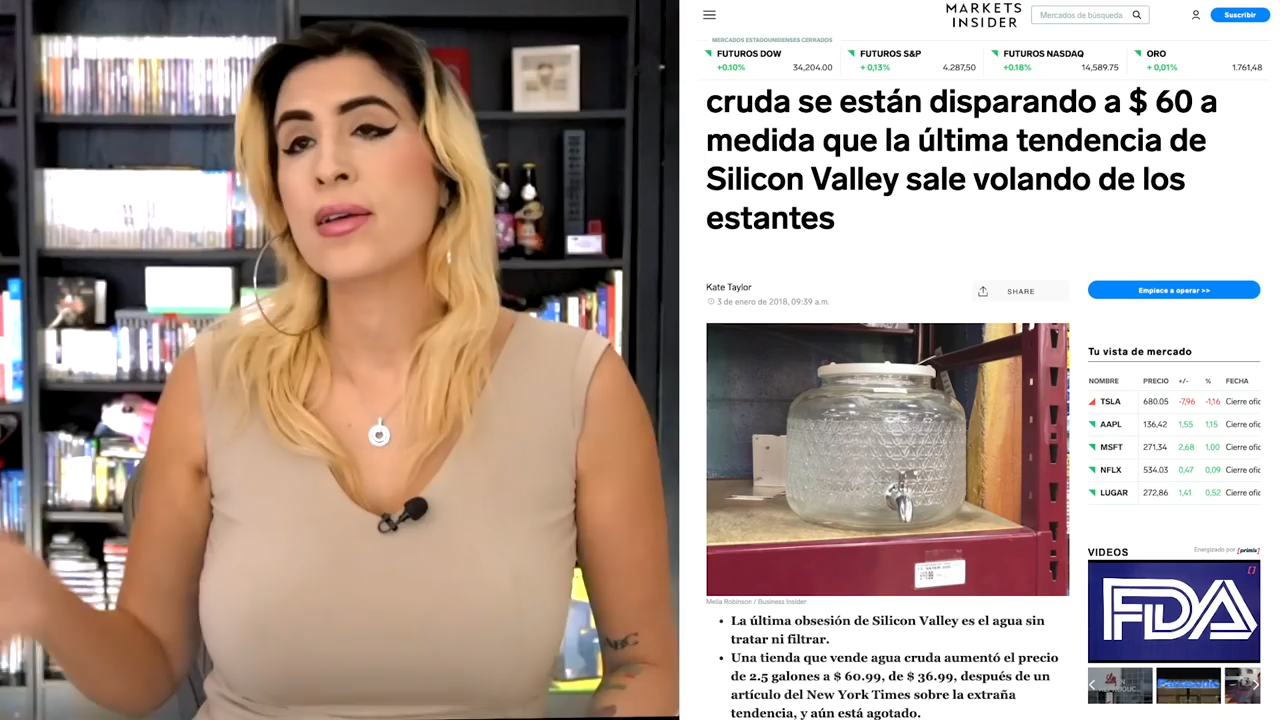 MARKETS
INSIDER
Mercados de búsqueda
Suscribir
MERCADOS ESTADOUNIDENSES CERRADOS
FUTUROS DOW
+0.10% 34,204.00
FUTUROS S&P
+ 0,13% 4.287,50
FUTUROS NASDAQ
+0.18% 14,589.75
ORO
+ 0,01% 1.761,48
cruda se están disparando a $ 60 a
medida que la última tendencia de
Silicon Valley sale volando de los
estantes
Kate Taylor
3 de enero de 2018, 09:39 a.m.
SHARE
Empiece a operar >>
Melia Robinson / Business Insider
La última obsesión de Silicon Valley es el agua sin
tratar ni filtrar.
Una tienda que vende agua cruda aumentó el precio
de 2.5 galones a $ 60.99, de $ 36.99, después de un
artículo del New York Times sobre la extraña
tendencia, y aún está agotado.
Tu vista de mercado
NOMBRE PRECIO +/- % FECHA
TSLA 680.05 -7,96 -1,16 Cierre ofic
AAPL 136,42 1,55 1,15 Cierre ofic
MSFT 271,34 2,68 1,00 Cierre ofic
NFLX 534.03 0,47 0,09 Cierre ofic
LUGAR 272,86 1,41 0,52 Cierre ofic
VIDEOS
Energizado por [primis]
FDA
Panasonic
ABC